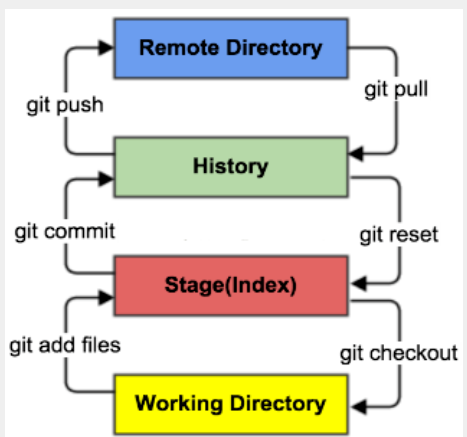 Remote Directory
git push
git pull
History
git commit
git reset
Stage(Index)
git add files
git checkout
Working Directory